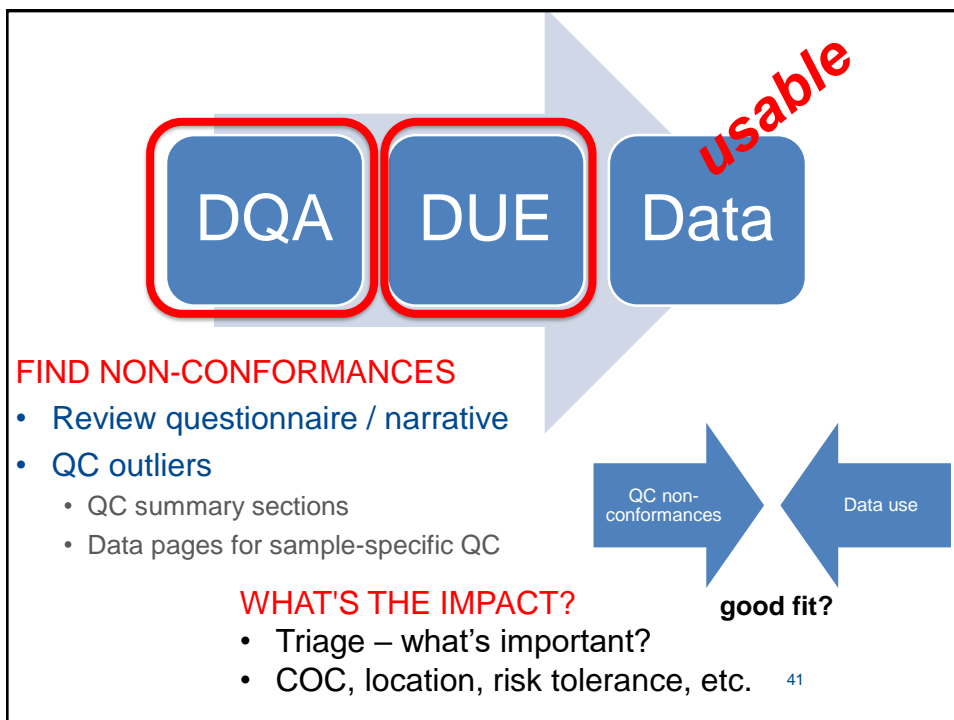 usable
DQA
DUE
Data
FIND NON-CONFORMANCES
• Review questionnaire / narrative
• QC outliers
• QC summary sections
• Data pages for sample-specific QC
QC non-
conformances
Data use
good fit?
WHAT'S THE IMPACT?
• Triage – what’s important?
• COC, location, risk tolerance, etc.
41